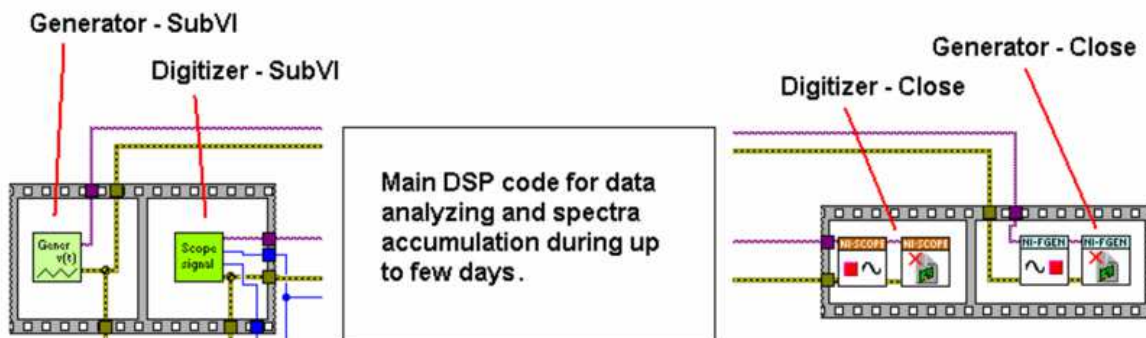 Generator - SubVI
Digitizer - SubVI
Gener
v(t)
Scope
signal
Main DSP code for data
analyzing and spectra
accumulation during up
to few days.
Generator - Close
Digitizer - Close
NI-SCOPE
NI-SCOPE
NI-FGEN
NI-FGEN